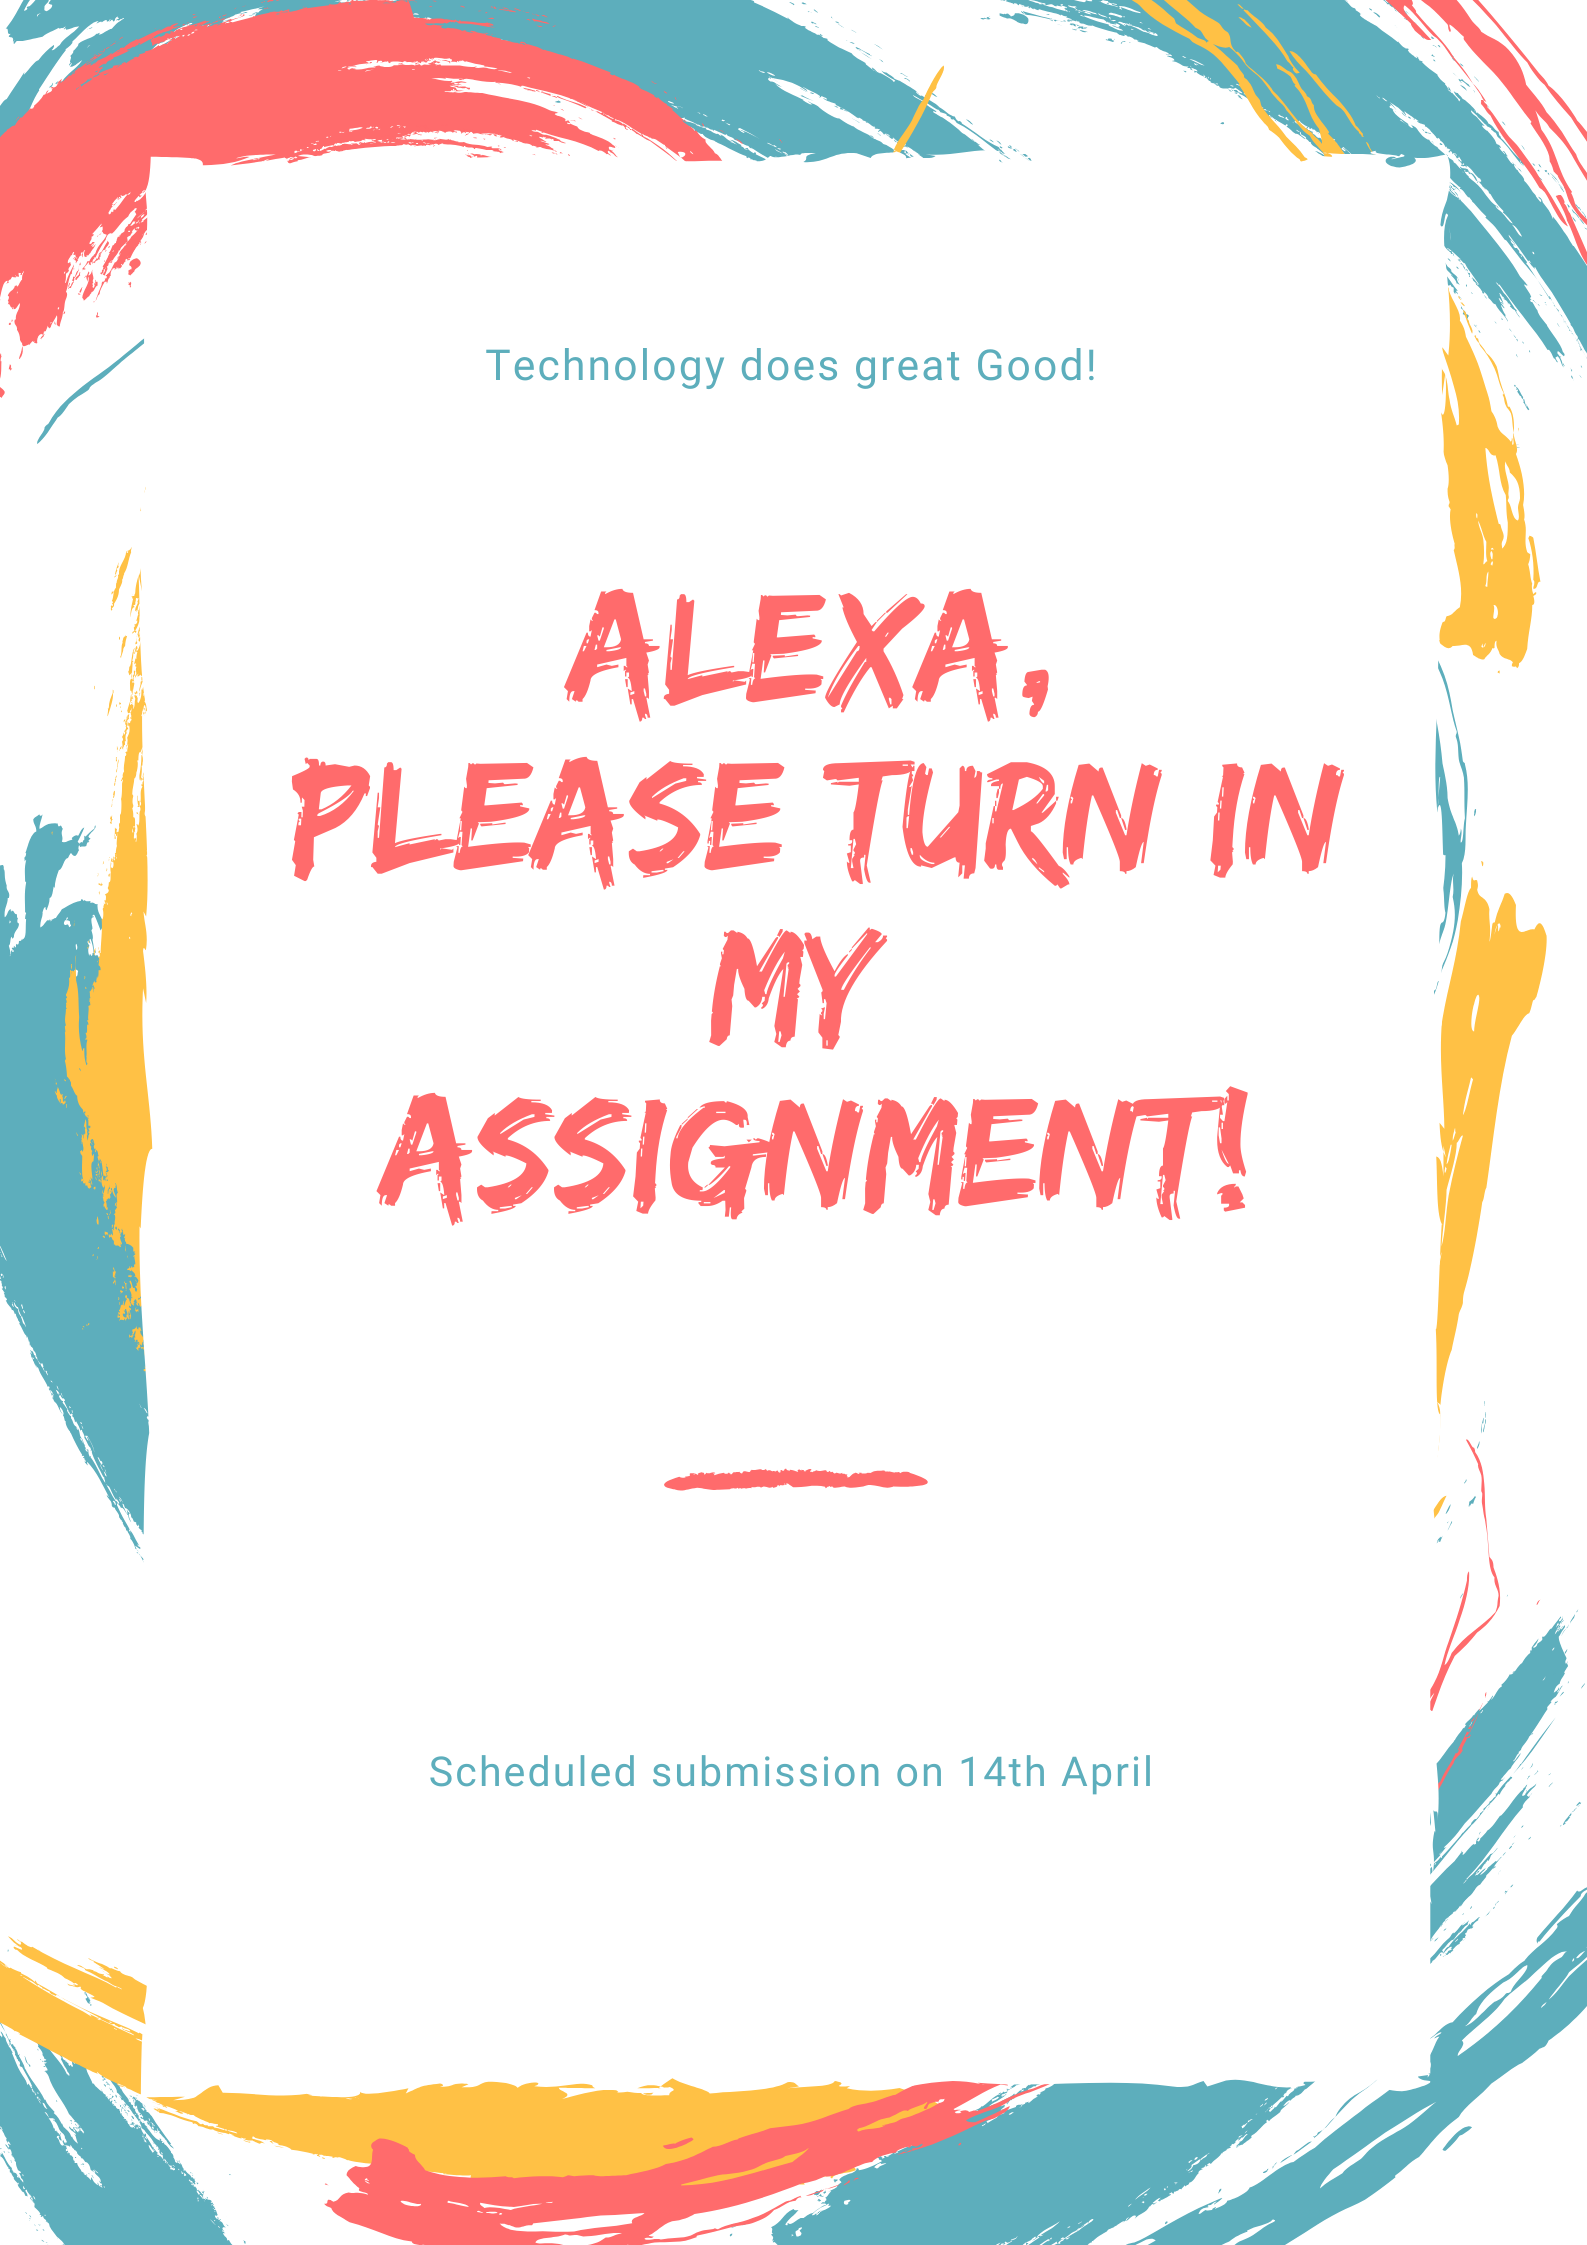 Technology does great Good!
ALEXA,
PLEASE TURN IN
MY
ASSIGNMENT!
Scheduled submission on 14th April